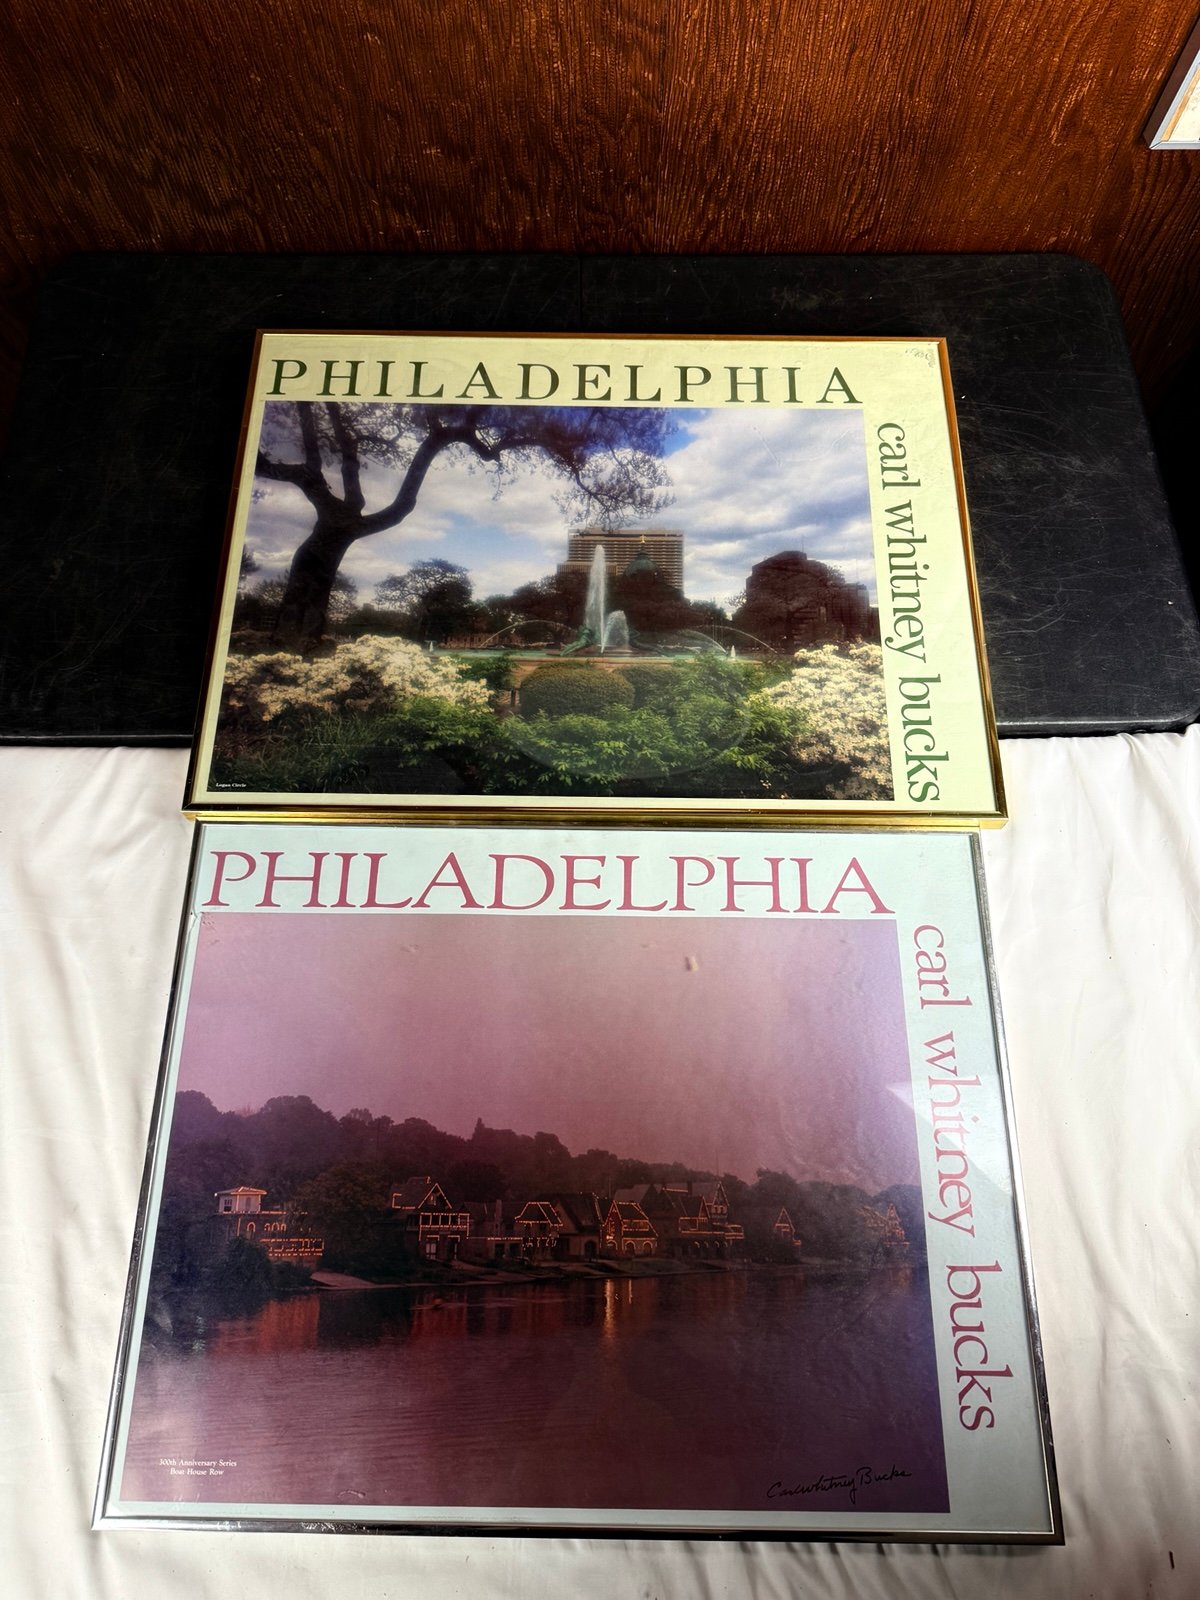 PHILADELPHIA
carl whitney bucks
Logan Circle
PHILADELPHIA
carl whitney bucks
300th Anniversary Series
Boat House Row
Carl Whitney Bucks